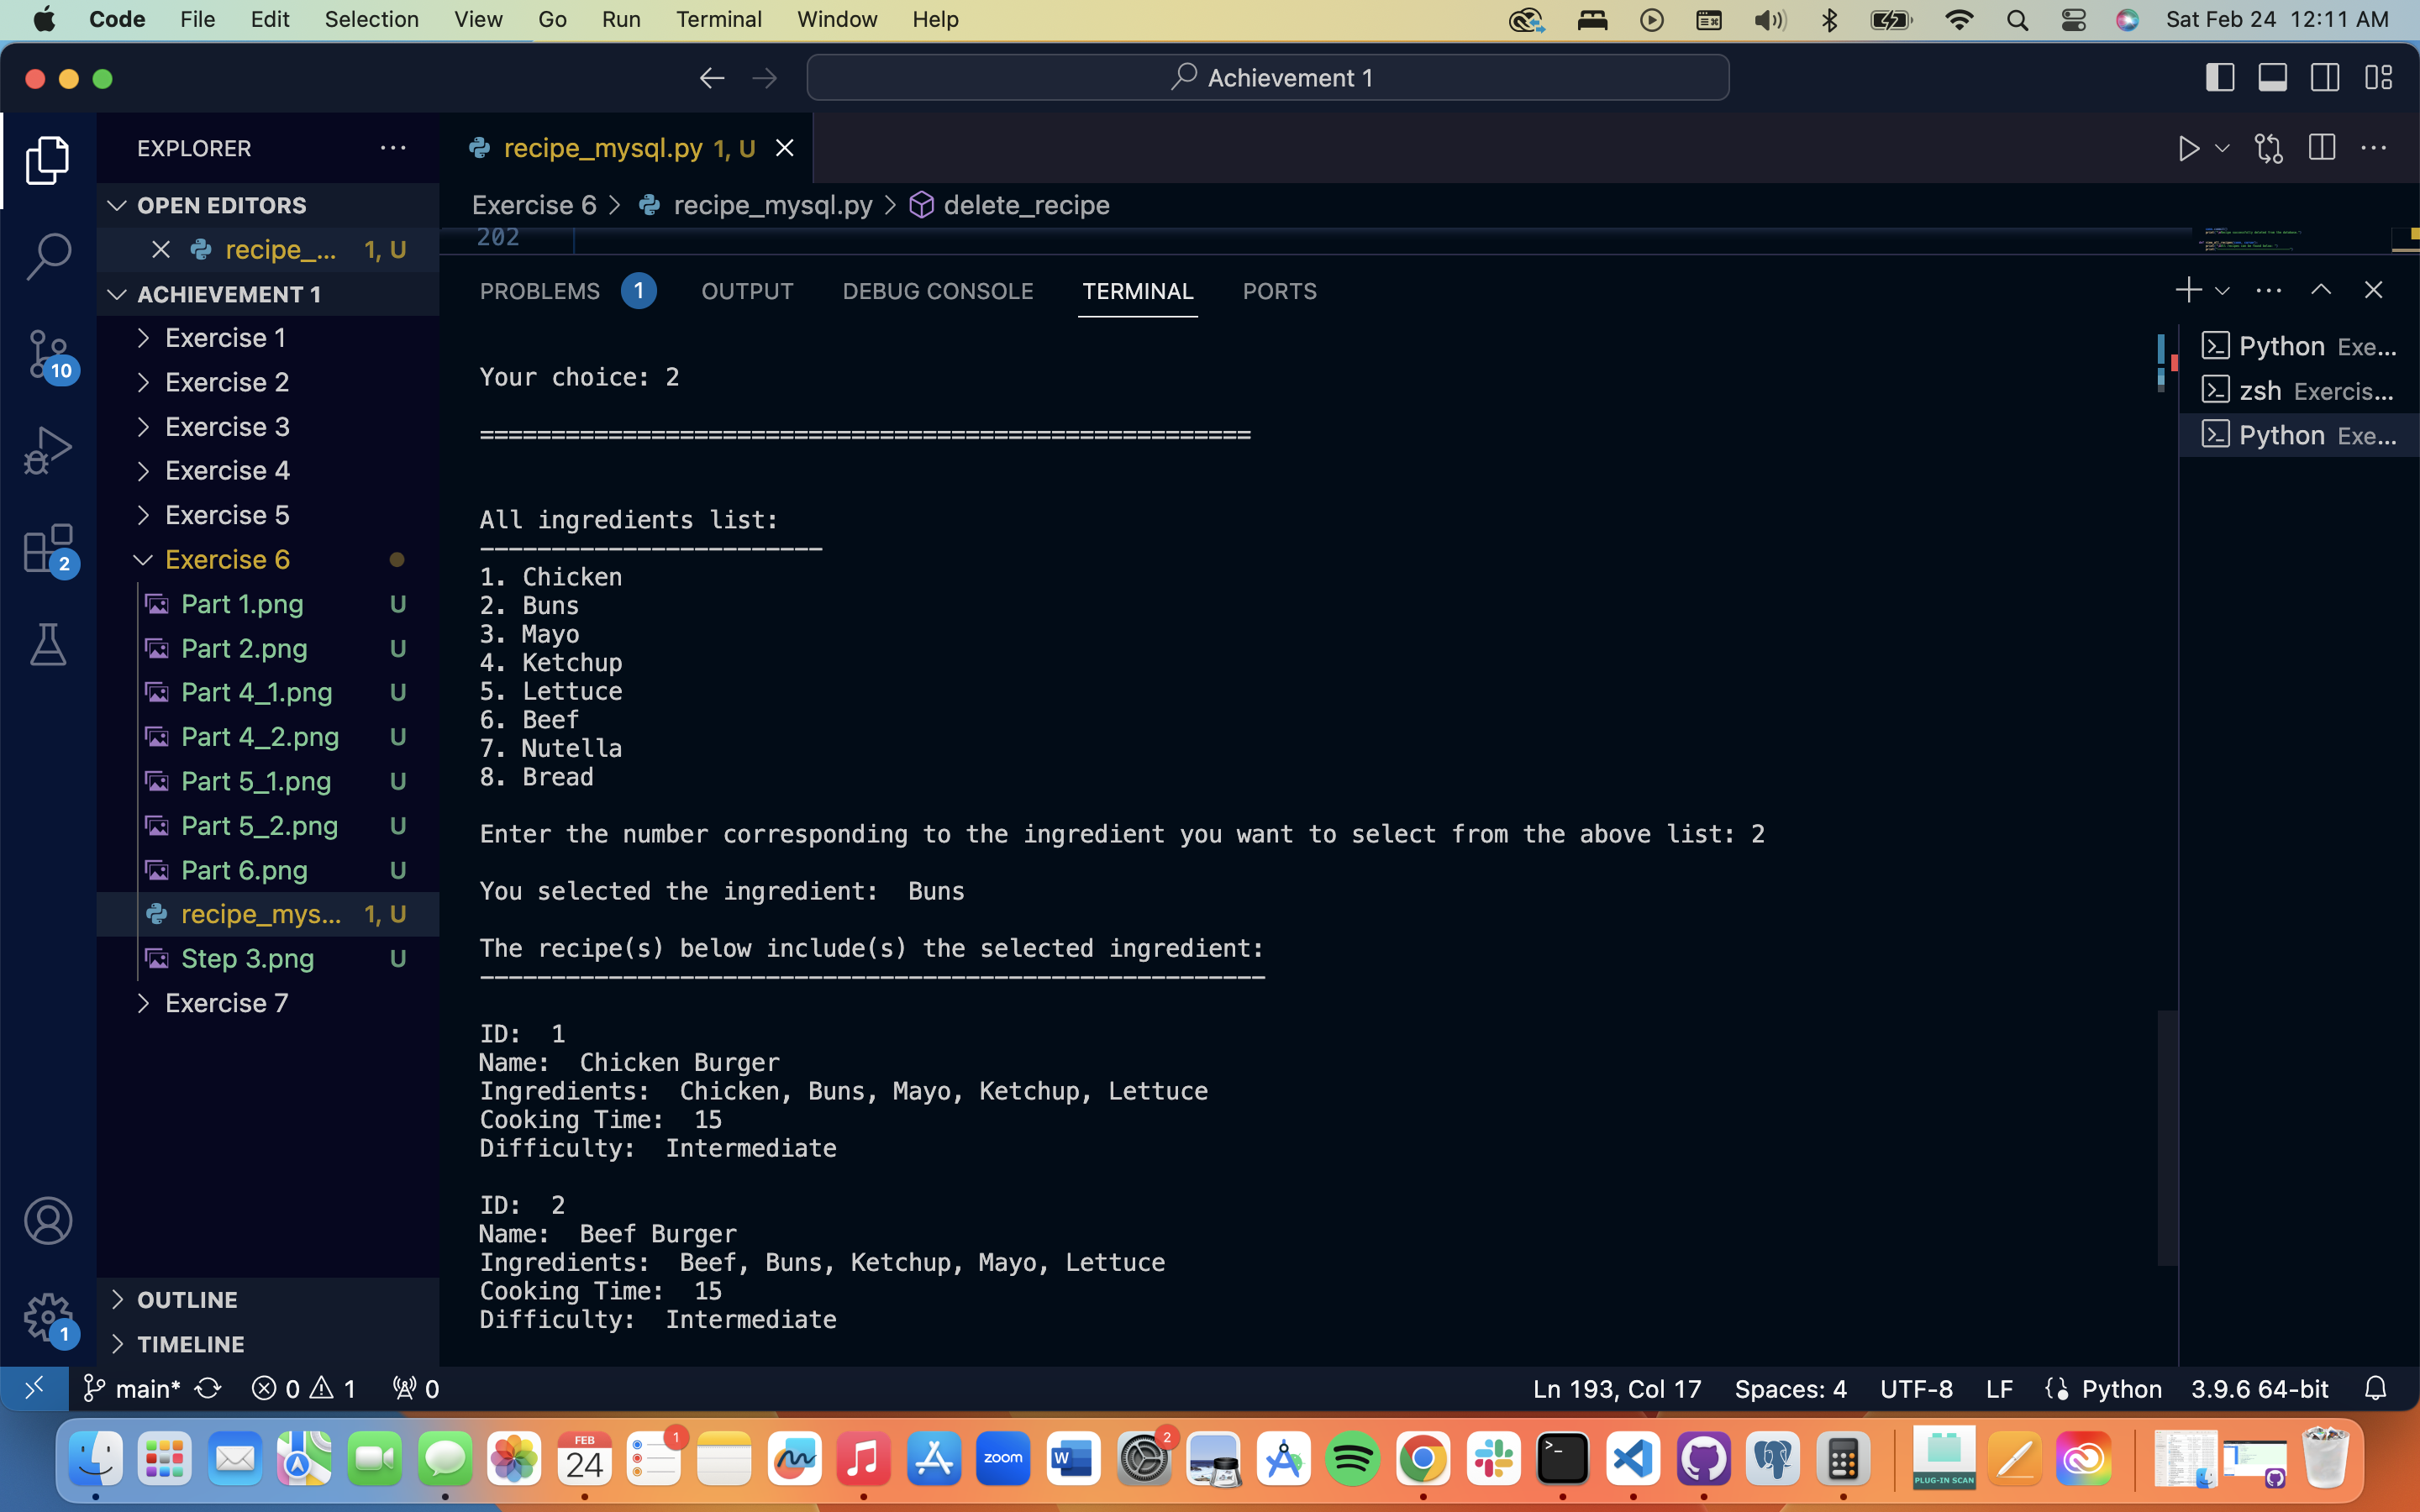 Code File Edit Selection View Go Run Terminal Window Help Sat Feb 24 12:11 AM
Achievement 1
EXPLORER
recipe_mysql.py 1, U
OPEN EDITORS
Exercise 6 > recipe_mysql.py > delete_recipe
recipe_... 1, U
202
ACHIEVEMENT 1
Exercise 1
Exercise 2
Exercise 3
Exercise 4
Exercise 5
Exercise 6
Part 1.png U
Part 2.png U
Part 4_1.png U
Part 4_2.png U
Part 5_1.png U
Part 5_2.png U
Part 6.png U
recipe_mys... 1, U
Step 3.png U
Exercise 7
OUTLINE
TIMELINE
10
2
1
PROBLEMS 1 OUTPUT DEBUG CONSOLE TERMINAL PORTS
Your choice: 2
======================================================
All ingredients list:
------------------------
1. Chicken
2. Buns
3. Mayo
4. Ketchup
5. Lettuce
6. Beef
7. Nutella
8. Bread
Enter the number corresponding to the ingredient you want to select from the above list: 2
You selected the ingredient:  Buns
The recipe(s) below include(s) the selected ingredient:
-------------------------------------------------------
ID:  1
Name:  Chicken Burger
Ingredients:  Chicken, Buns, Mayo, Ketchup, Lettuce
Cooking Time:  15
Difficulty:  Intermediate
ID:  2
Name:  Beef Burger
Ingredients:  Beef, Buns, Ketchup, Mayo, Lettuce
Cooking Time:  15
Difficulty:  Intermediate
Python Exe...
zsh Exercis...
Python Exe...
main* 0 1 0 Ln 193, Col 17 Spaces: 4 UTF-8 LF Python 3.9.6 64-bit
FEB
24
1
zoom
W
2
PLUG-IN SCAN